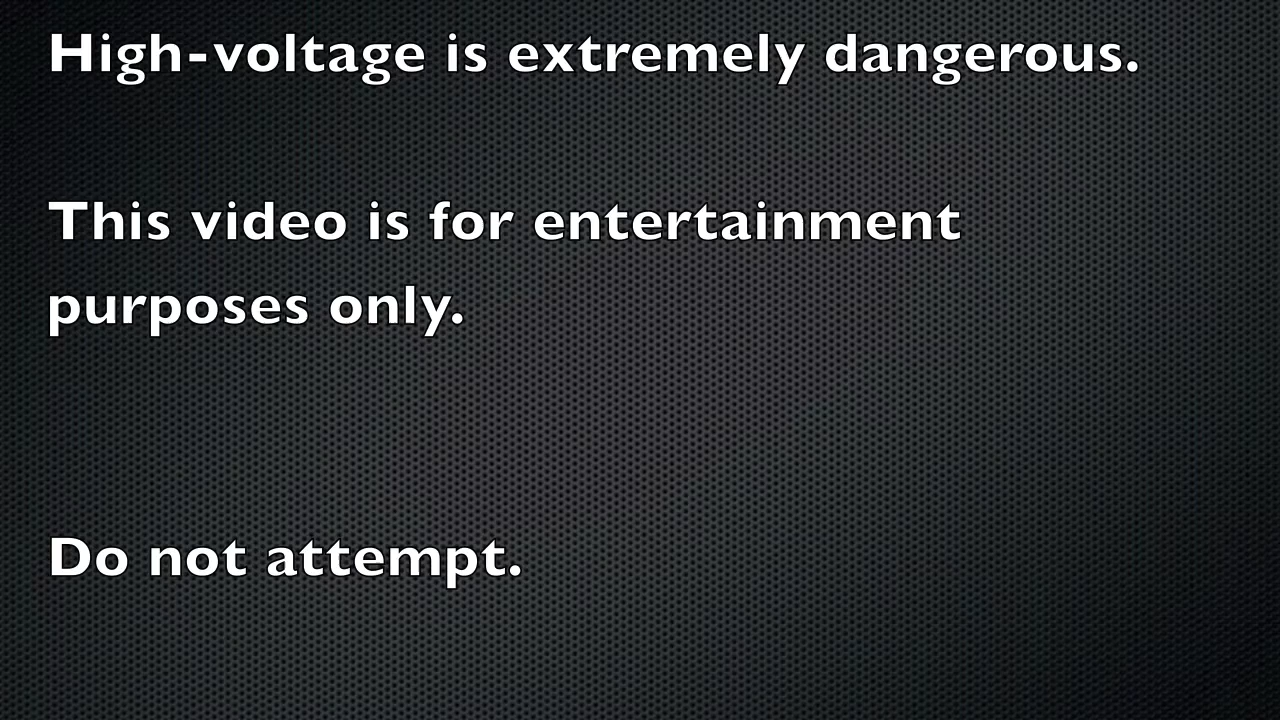 High-voltage is extremely dangerous.
This video is for entertainment
purposes only.
Do not attempt.